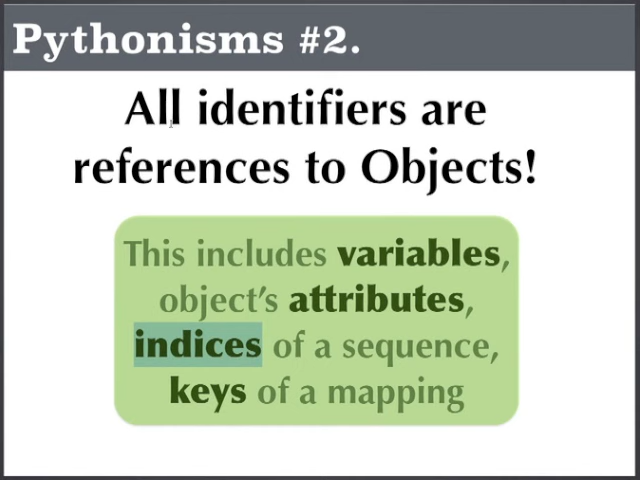 Pythonisms #2.
All identifiers are
references to Objects!
This includes variables,
object’s attributes,
indices of a sequence,
keys of a mapping